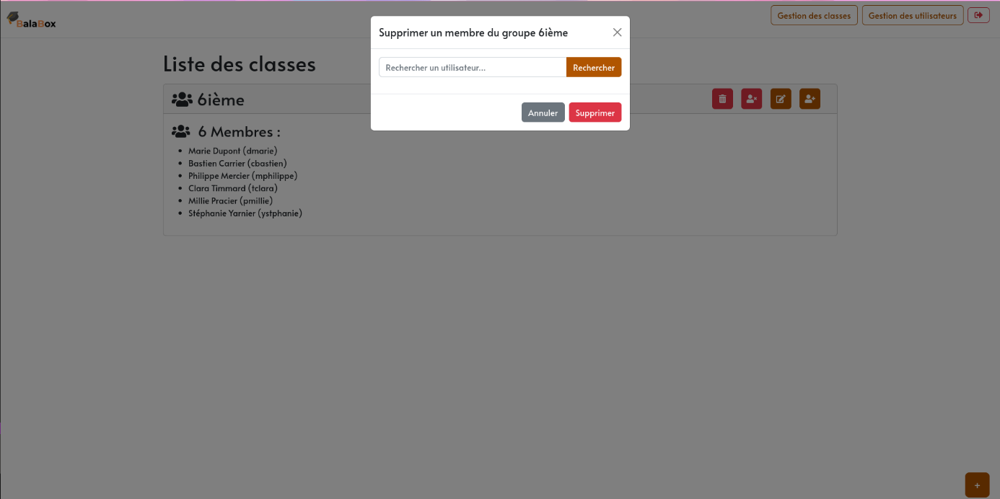 BalaBox
Gestion des classes
Gestion des utilisateurs
Supprimer un membre du groupe 6ième
Rechercher un utilisateur...
Rechercher
Annuler
Supprimer
Liste des classes
6ième
6 Membres :
Marie Dupont (dmarie)
Bastien Carrier (cbastien)
Philippe Mercier (mphilippe)
Clara Timmard (tclara)
Millie Pracier (pmillie)
Stéphanie Yarnier (ystphanie)
+